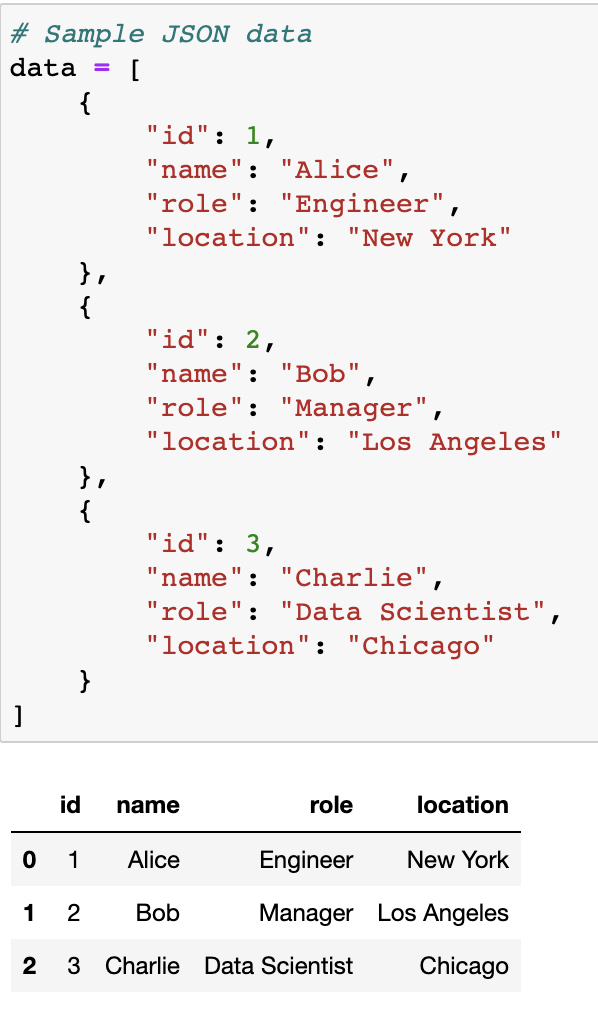 # Sample JSON data
data = [
    {
        "id": 1,
        "name": "Alice",
        "role": "Engineer",
        "location": "New York"
    },
    {
        "id": 2,
        "name": "Bob",
        "role": "Manager",
        "location": "Los Angeles"
    },
    {
        "id": 3,
        "name": "Charlie",
        "role": "Data Scientist",
        "location": "Chicago"
    }
]
id name role location
0 1 Alice Engineer New York
1 2 Bob Manager Los Angeles
2 3 Charlie Data Scientist Chicago